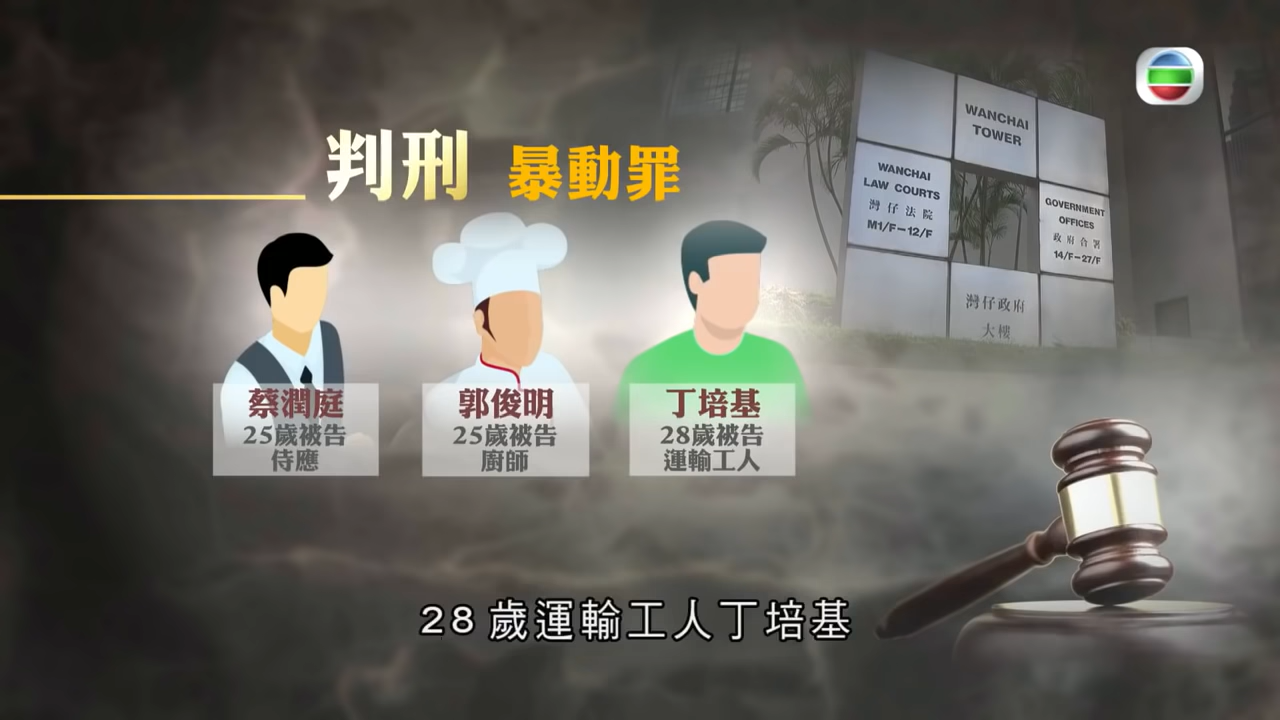 判刑 暴動罪
WANCHAI
TOWER
WANCHAI
LAW COURTS
灣仔法院
M1/F-12/F
GOVERNMENT
OFFICES
政府合署
14/F-27/F
灣仔政府
大樓
蔡潤庭
25歲被告
侍應
郭俊明
25歲被告
廚師
丁培基
28歲被告
運輸工人
28歲運輸工人丁培基